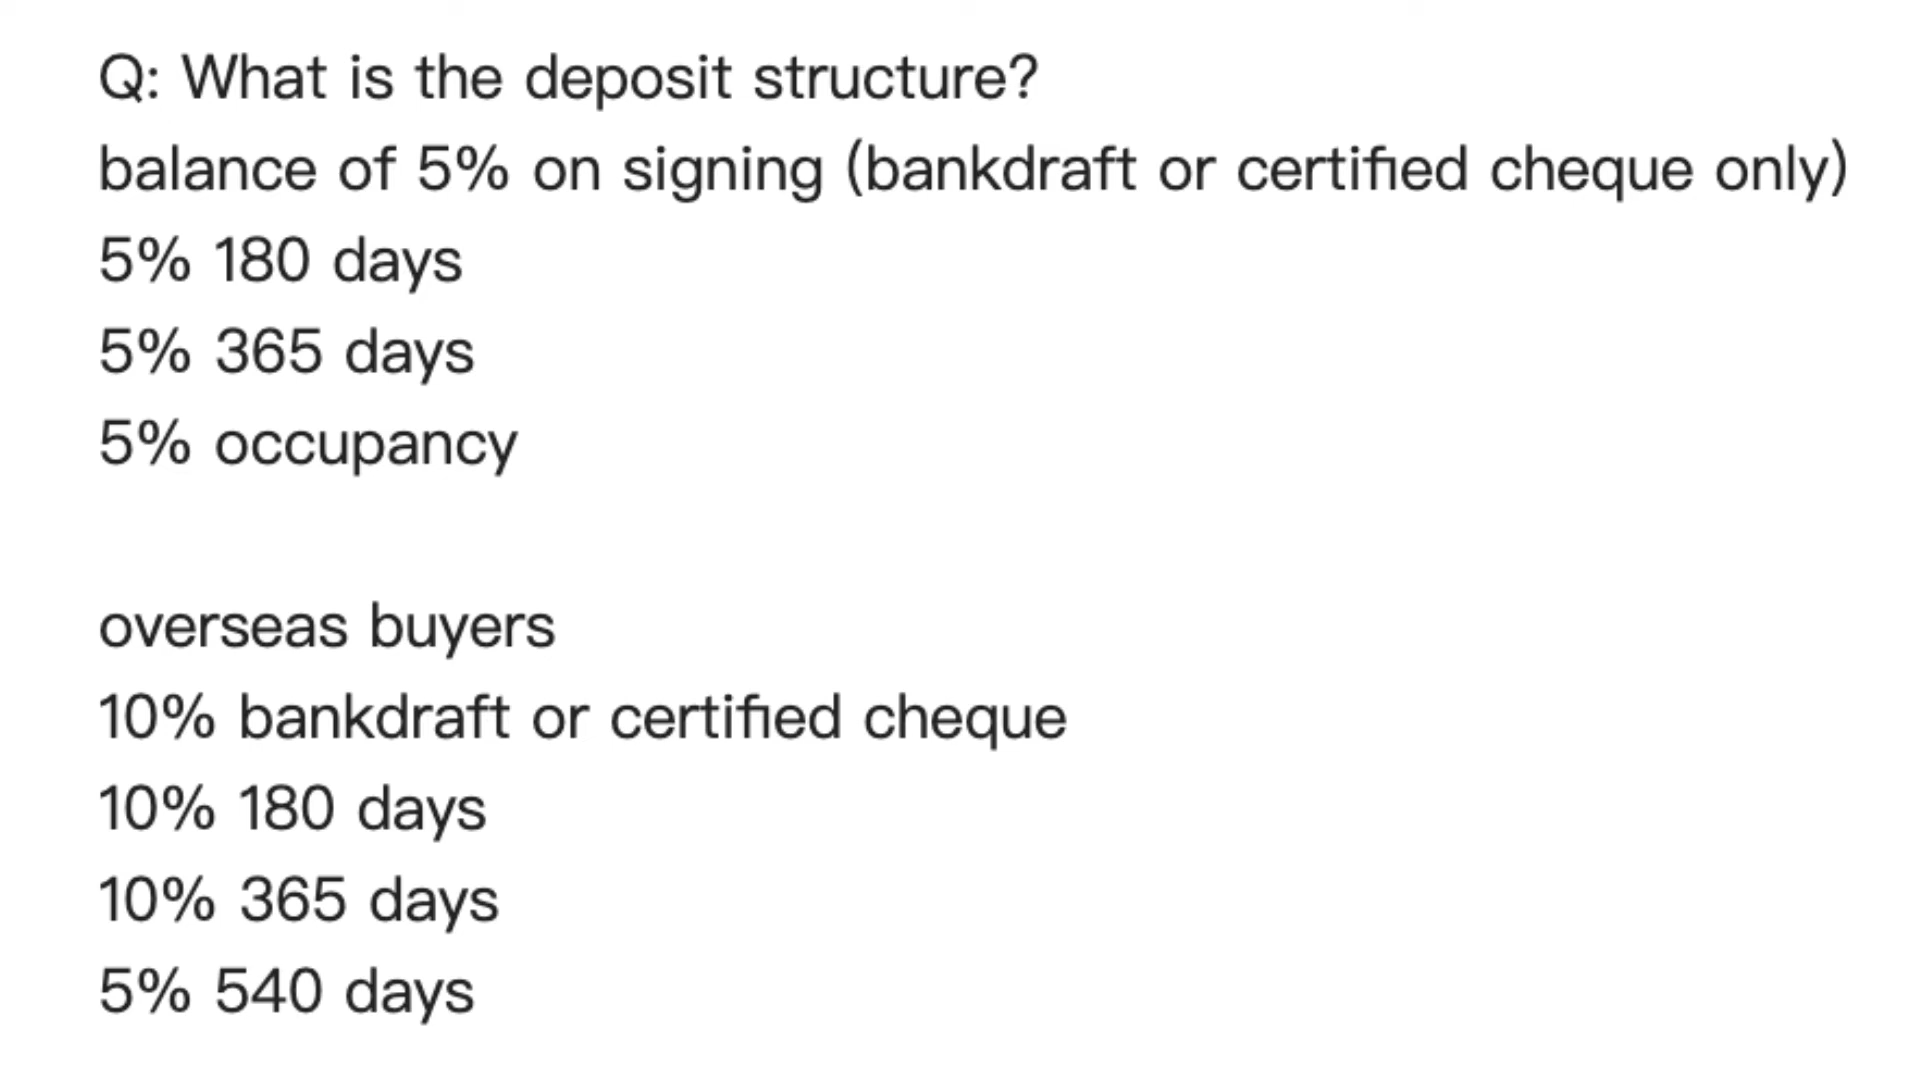 Q: What is the deposit structure?
balance of 5% on signing (bankdraft or certified cheque only)
5% 180 days
5% 365 days
5% occupancy
overseas buyers
10% bankdraft or certified cheque
10% 180 days
10% 365 days
5% 540 days